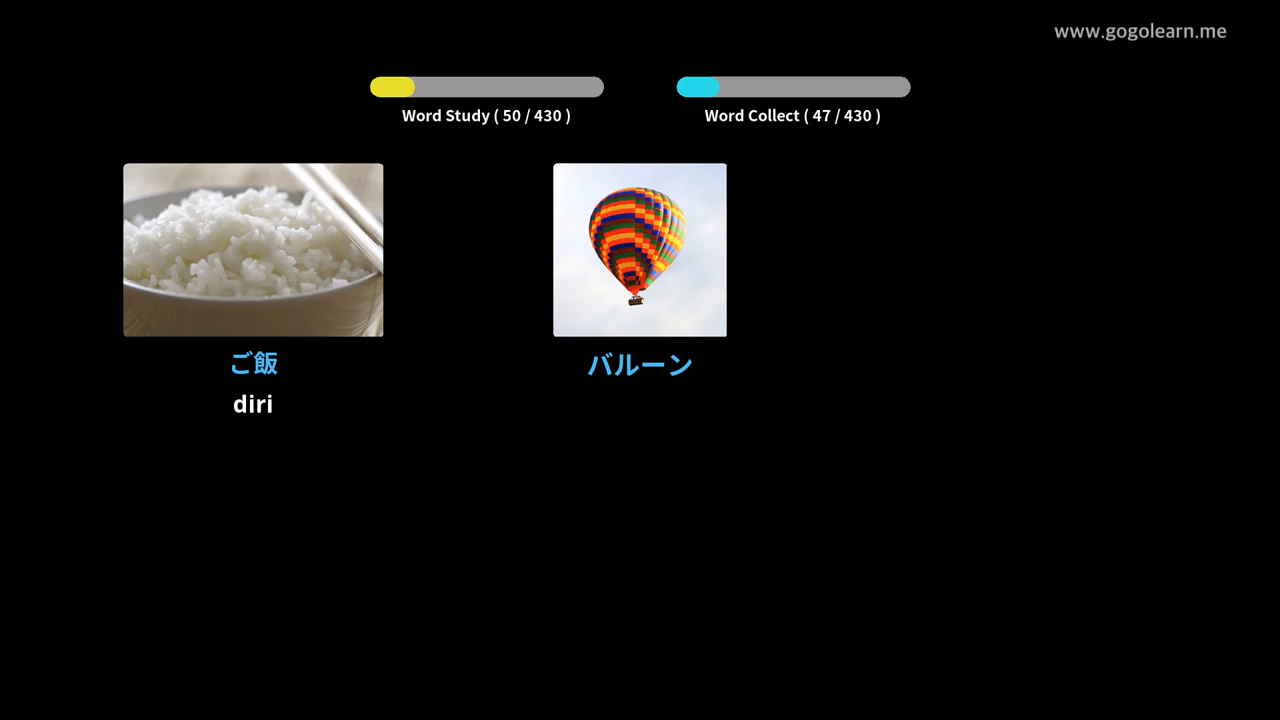 www.gogolearn.me
Word Study ( 50 / 430 )
Word Collect ( 47 / 430 )
ご飯
diri
バルーン